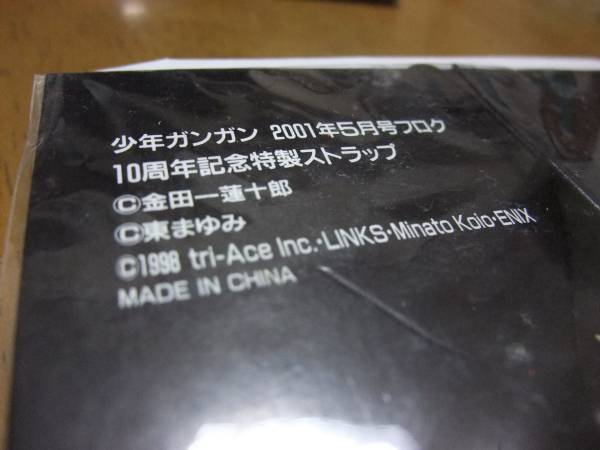 少年ガンガン 2001年5月号フロク
10周年記念特製ストラップ
©金田一蓮十郎
©東まゆみ
©1998 tri-Ace Inc.・LINKS・Minato Koio・ENIX
MADE IN CHINA